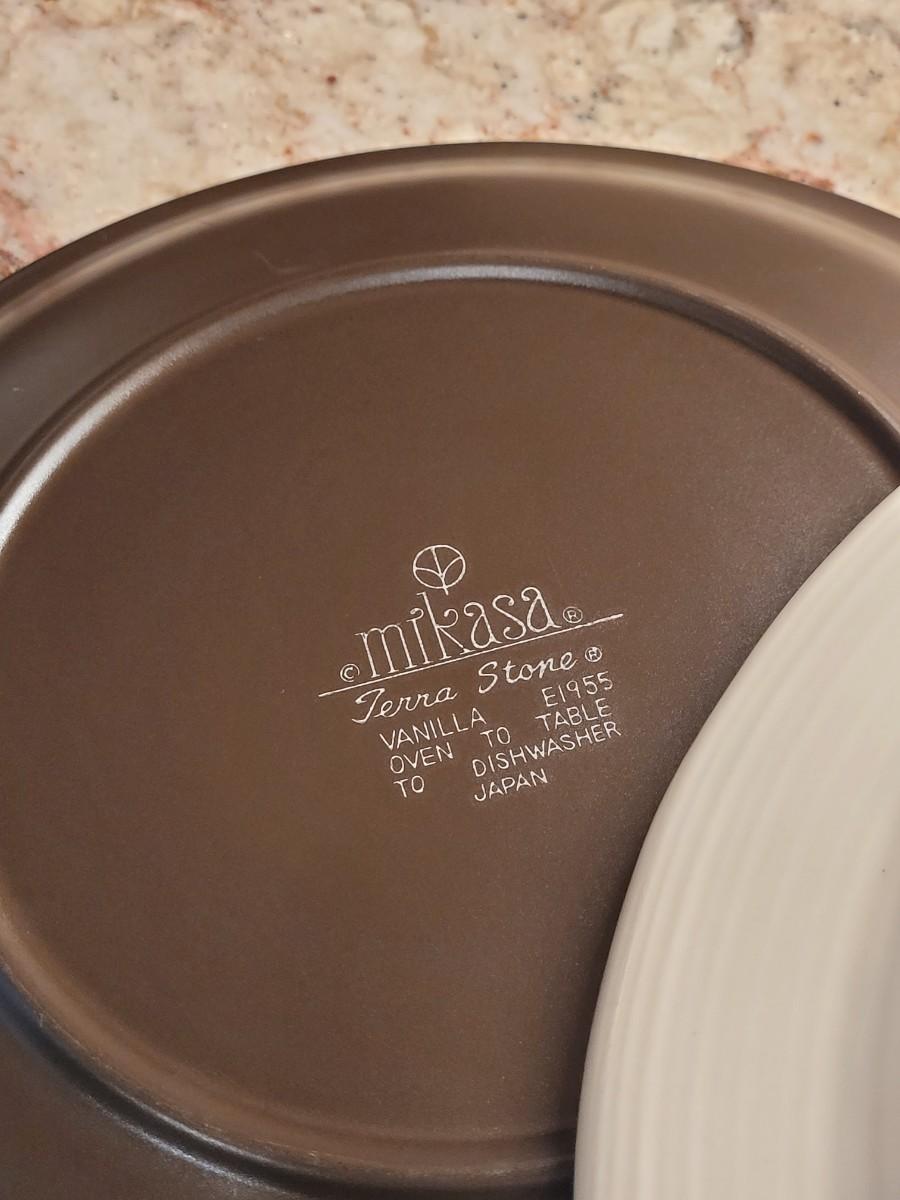 © mikasa ®
Terra Stone ®
VANILLA E1955
OVEN TO TABLE
TO DISHWASHER
JAPAN